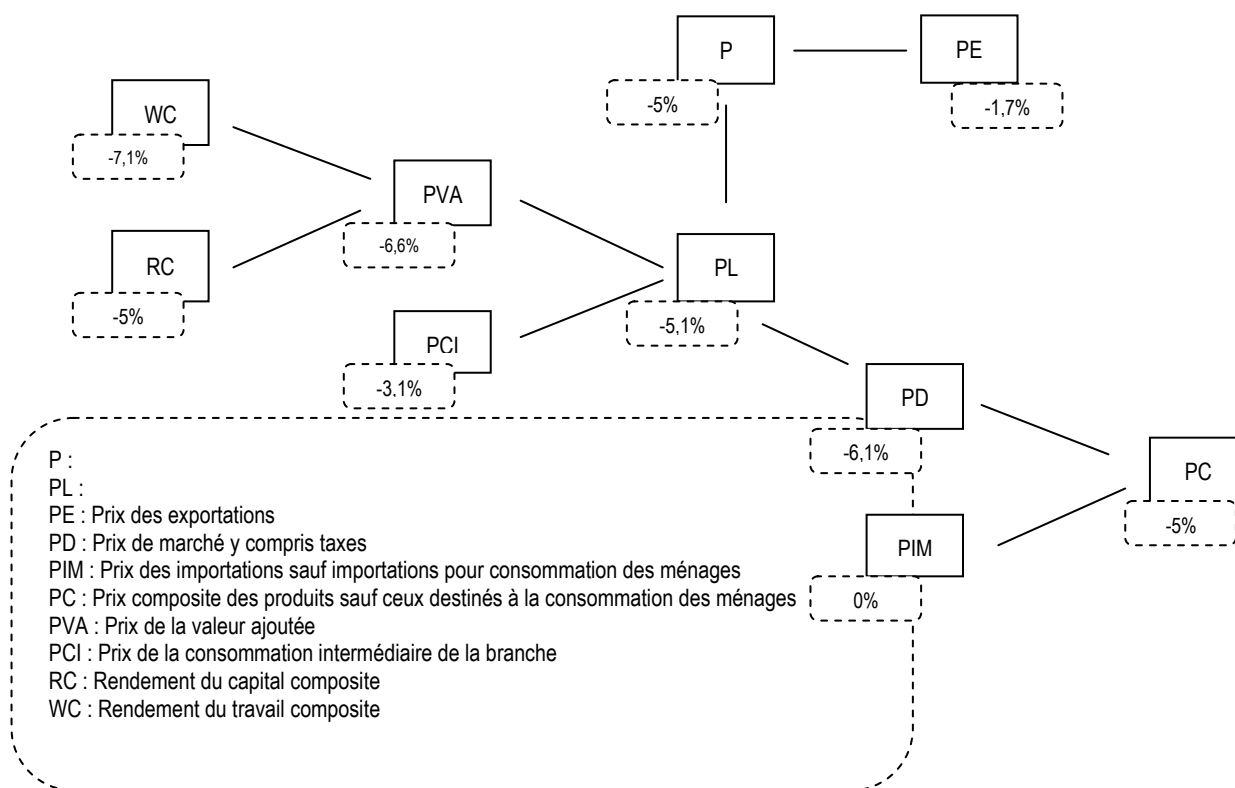 P
PE
-5%
-1,7%
WC
-7,1%
PVA
-6,6%
RC
-5%
PL
-5,1%
PCI
-3,1%
PD
-6,1%
PC
-5%
PIM
0%
P :
PL :
PE : Prix des exportations
PD : Prix de marché y compris taxes
PIM : Prix des importations sauf importations pour consommation des ménages
PC : Prix composite des produits sauf ceux destinés à la consommation des ménages
PVA : Prix de la valeur ajoutée
PCI : Prix de la consommation intermédiaire de la branche
RC : Rendement du capital composite
WC : Rendement du travail composite